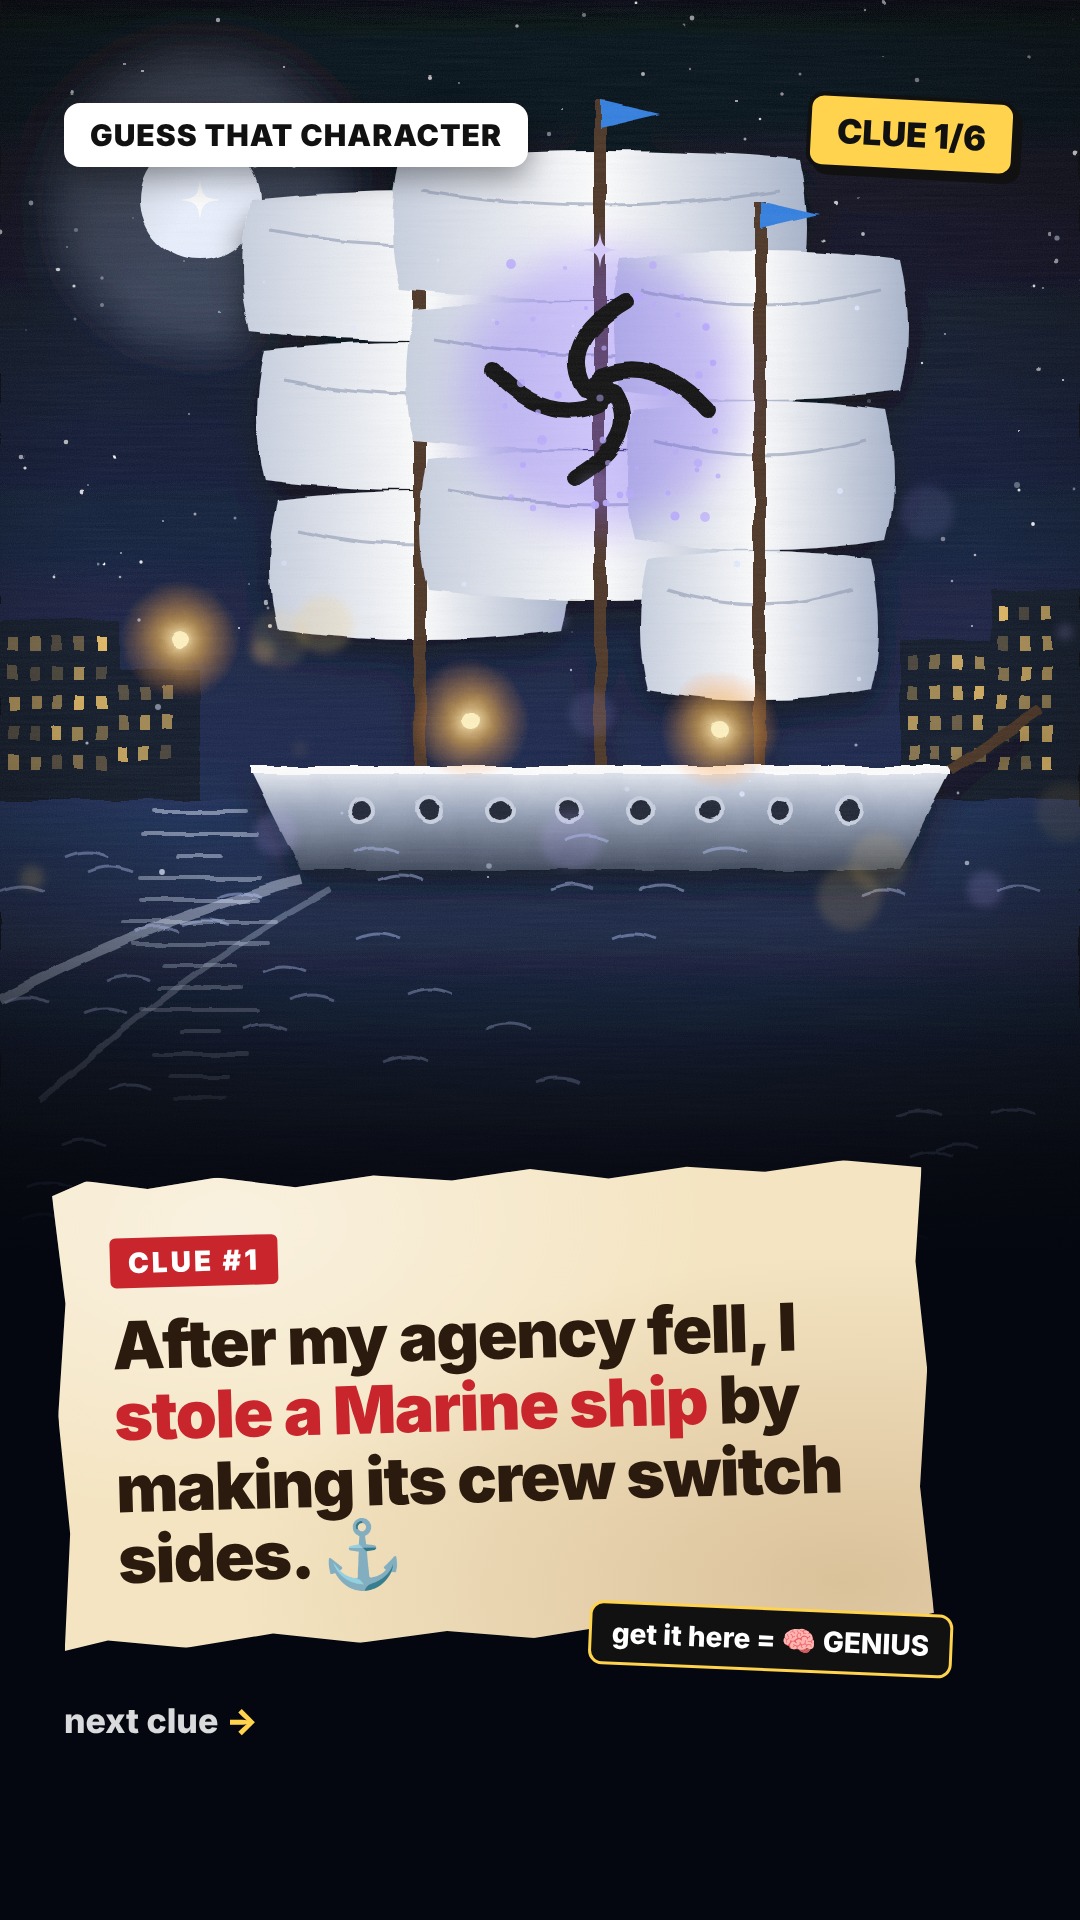 GUESS THAT CHARACTER
CLUE 1/6
CLUE #1
After my agency fell, I
stole a Marine ship by
making its crew switch
sides. ⚓
get it here = 🧠 GENIUS
next clue →